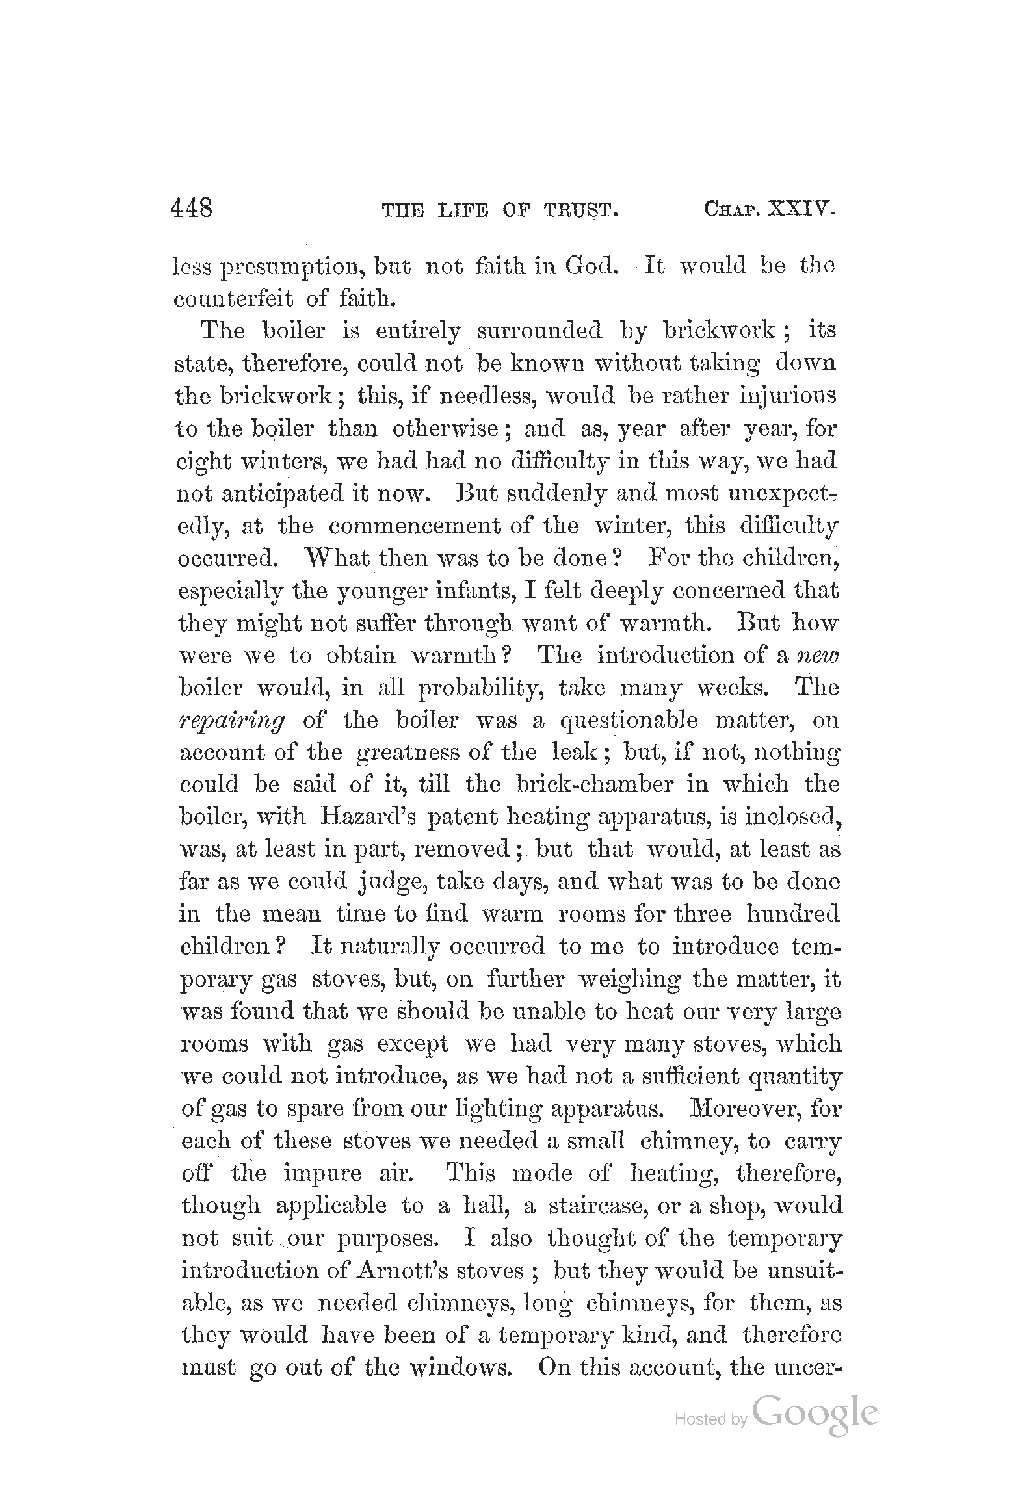 448 THE LIFE OF TRUST. CHAP. XXIV.
less presumption, but not faith in God. It would be the
counterfeit of faith.
The boiler is entirely surrounded by brickwork; its
state, therefore, could not be known without taking down
the brickwork; this, if needless, would be rather injurious
to the boiler than otherwise; and as, year after year, for
eight winters, we had had no difficulty in this way, we had
not anticipated it now. But suddenly and most unexpect-
edly, at the commencement of the winter, this difficulty
occurred. What then was to be done? For the children,
especially the younger infants, I felt deeply concerned that
they might not suffer through want of warmth. But how
were we to obtain warmth? The introduction of a new
boiler would, in all probability, take many weeks. The
repairing of the boiler was a questionable matter, on
account of the greatness of the leak; but, if not, nothing
could be said of it, till the brick-chamber in which the
boiler, with Hazard's patent heating apparatus, is inclosed,
was, at least in part, removed; but that would, at least as
far as we could judge, take days, and what was to be done
in the mean time to find warm rooms for three hundred
children? It naturally occurred to me to introduce tem-
porary gas stoves, but, on further weighing the matter, it
was found that we should be unable to heat our very large
rooms with gas except we had very many stoves, which
we could not introduce, as we had not a sufficient quantity
of gas to spare from our lighting apparatus. Moreover, for
each of these stoves we needed a small chimney, to carry
off the impure air. This mode of heating, therefore,
though applicable to a hall, a staircase, or a shop, would
not suit our purposes. I also thought of the temporary
introduction of Arnott's stoves; but they would be unsuit-
able, as we needed chimneys, long chimneys, for them, as
they would have been of a temporary kind, and therefore
must go out of the windows. On this account, the uncer-
Hosted by Google